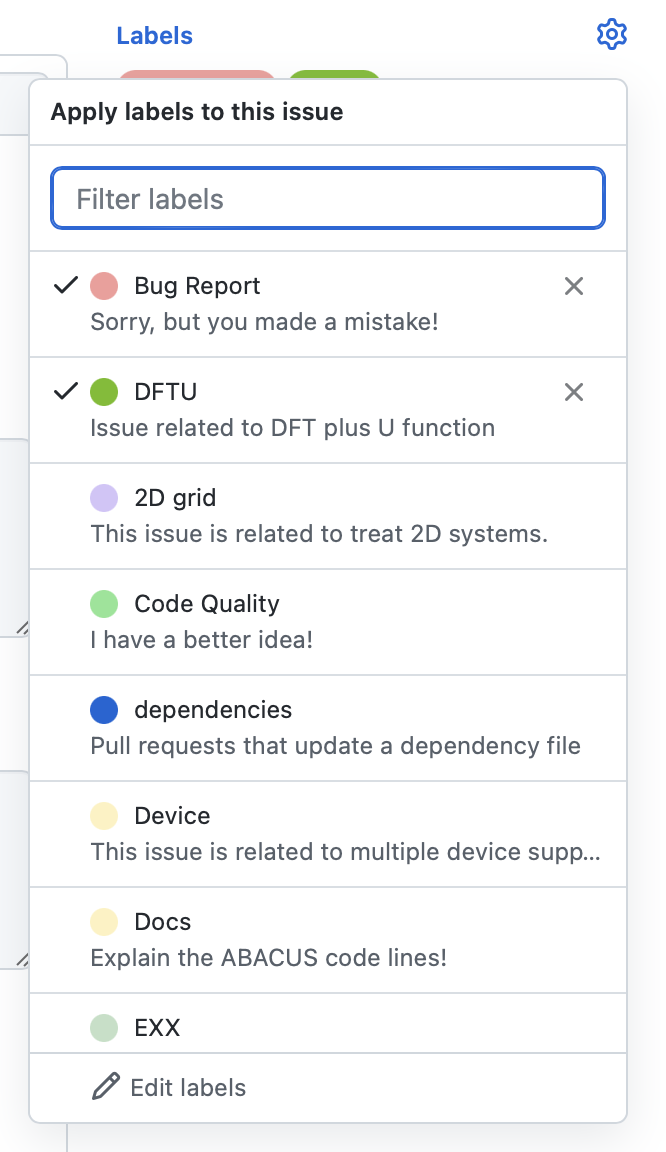 Labels
Apply labels to this issue
Filter labels
Bug Report
Sorry, but you made a mistake!
DFTU
Issue related to DFT plus U function
2D grid
This issue is related to treat 2D systems.
Code Quality
I have a better idea!
dependencies
Pull requests that update a dependency file
Device
This issue is related to multiple device supp...
Docs
Explain the ABACUS code lines!
EXX
Edit labels